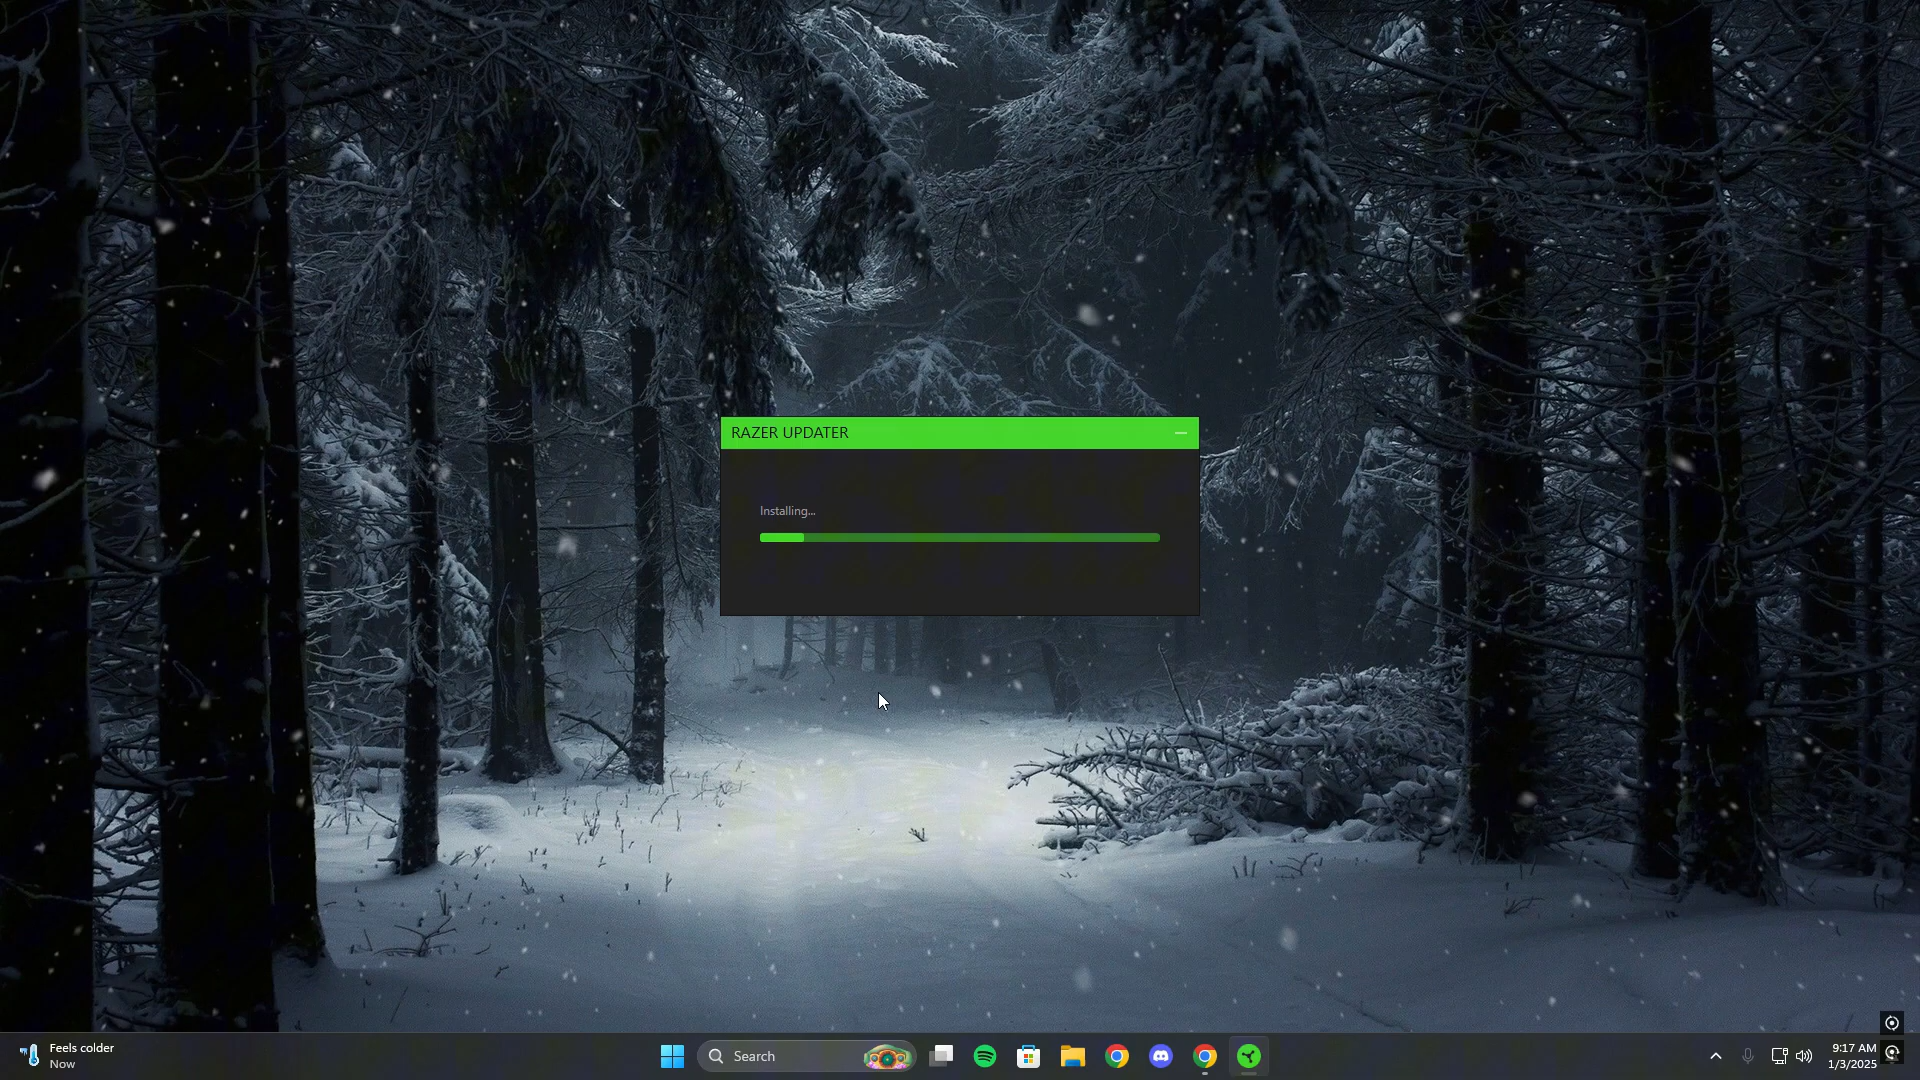 RAZER UPDATER
Installing...
Feels colder
Now
Search
9:17 AM
1/3/2025